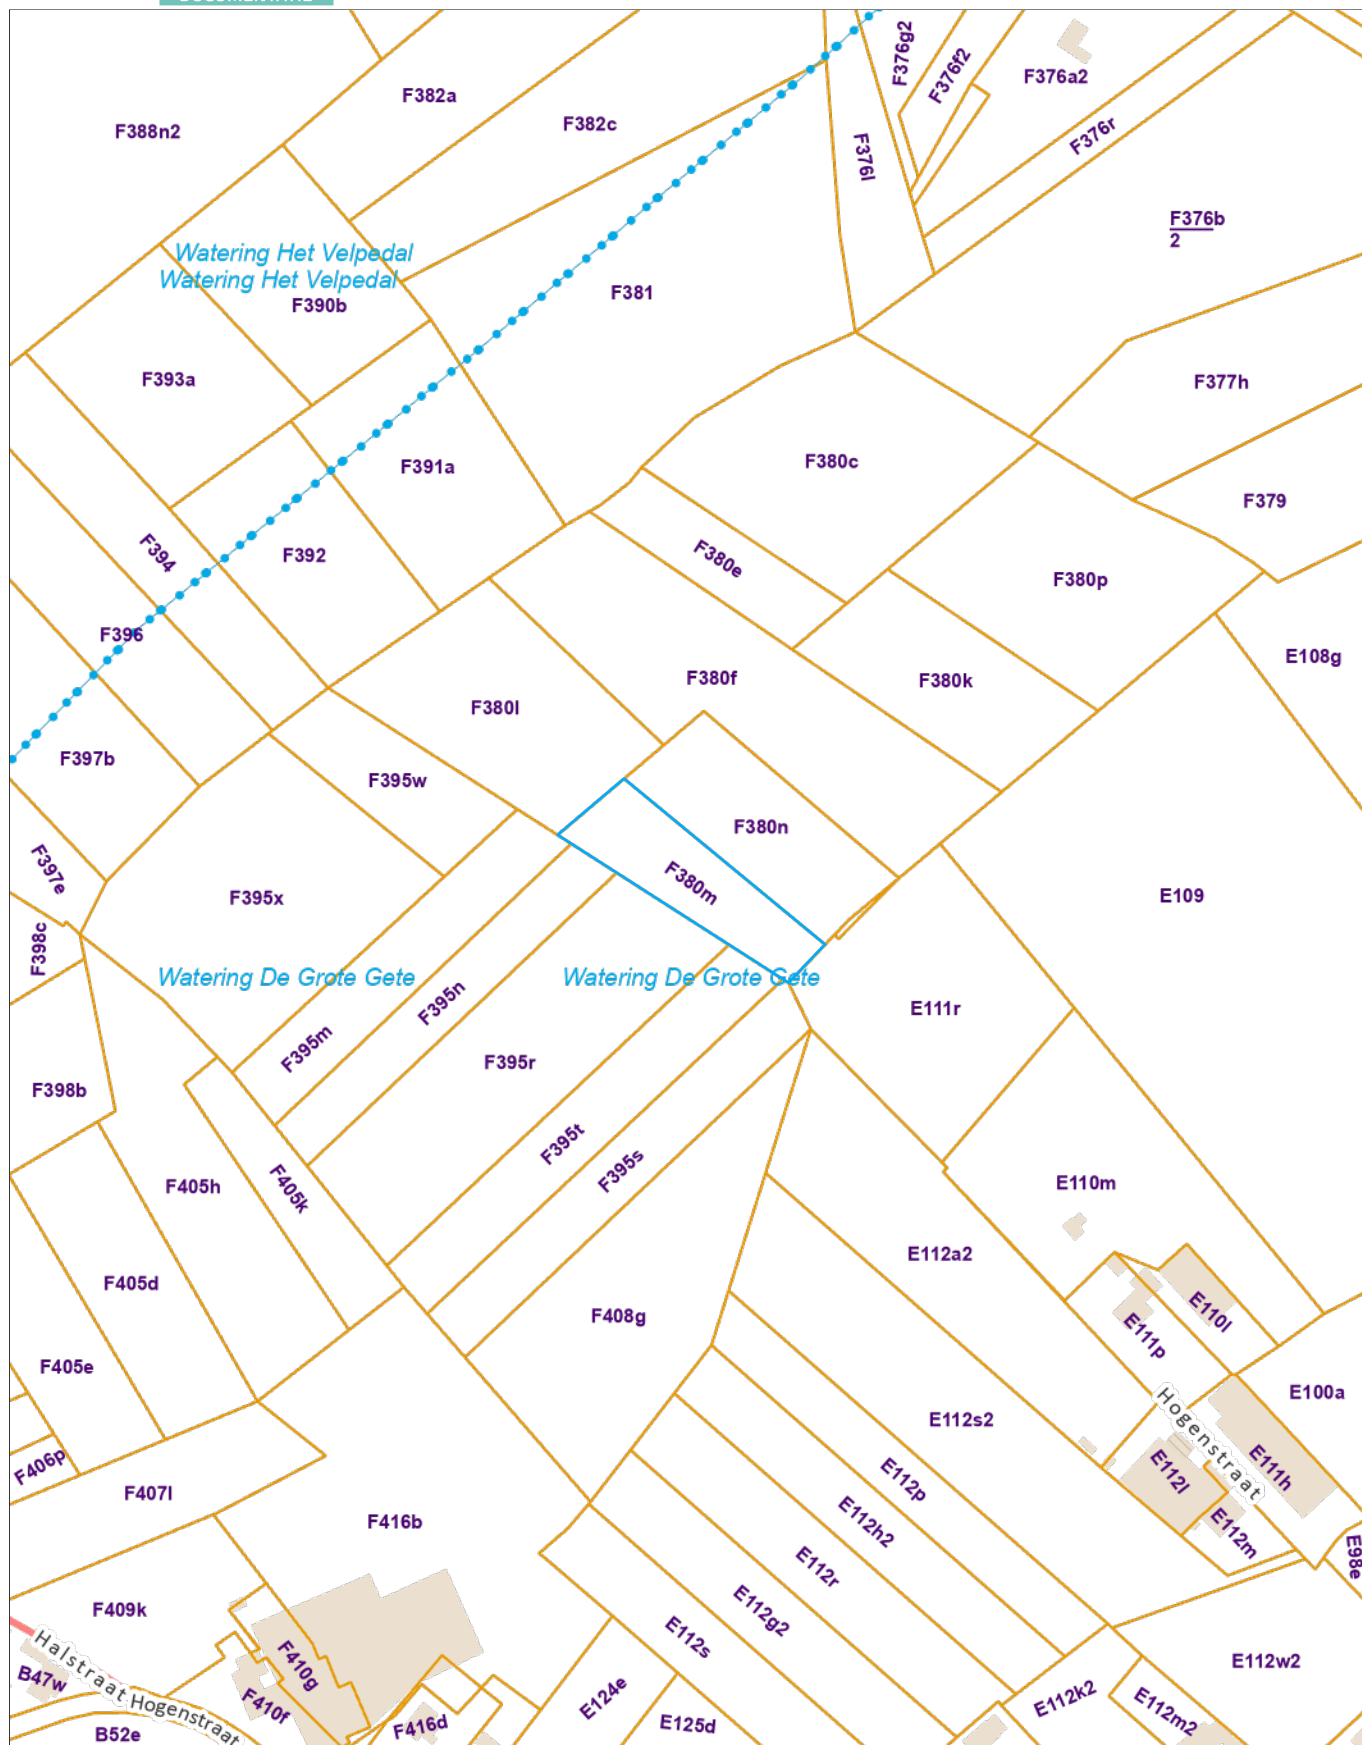 F376g2
F376f2
F376a2
F382a
F388n2
F382c
F376l
F376r
F376b
2
Watering Het Velpedal
Watering Het Velpedal
F390b
F381
F393a
F377h
F391a
F380c
F379
F394
F392
F380e
F380p
F396
E108g
F380f
F380k
F380l
F397b
F395w
F380n
F397e
F380m
F395x
E109
F398c
Watering De Grote Gete
Watering De Grote Gete
F395n
E111r
F395m
F395r
F398b
F395t
F395s
F405h
F405k
E110m
E112a2
F405d
F408g
E110l
E111p
F405e
E100a
Hogenstraat
E112s2
F406p
E112l
E111h
E112p
F407l
F416b
E112h2
E112m
E98e
E112r
F409k
E112g2
E112s
Halstraat
F410g
E112w2
B47w
Hogenstraat
F410f
E124e
E112k2
E112m2
B52e
F416d
E125d